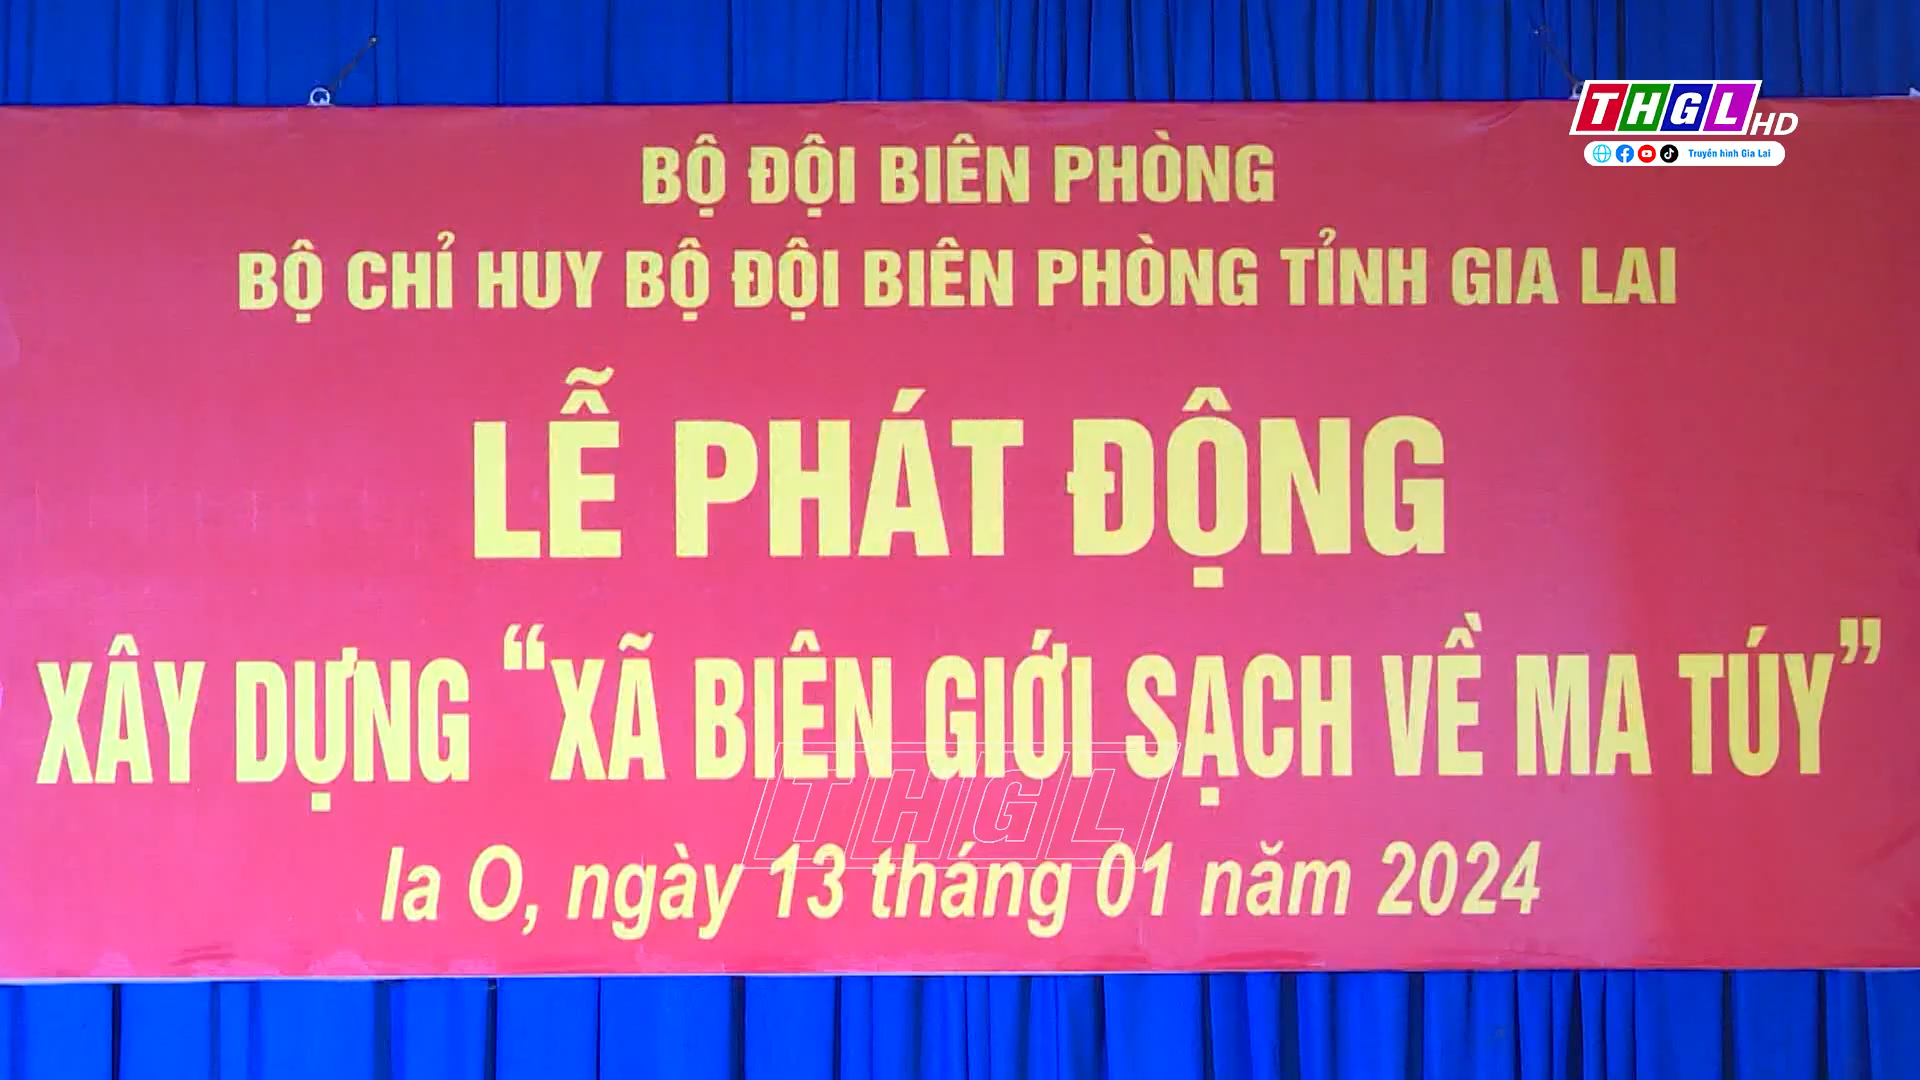 THGL HD
Truyền hình Gia Lai
BỘ ĐỘI BIÊN PHÒNG
BỘ CHỈ HUY BỘ ĐỘI BIÊN PHÒNG TỈNH GIA LAI
LỄ PHÁT ĐỘNG
XÂY DỰNG “XÃ BIÊN GIỚI SẠCH VỀ MA TÚY”
THGL
Ia O, ngày 13 tháng 01 năm 2024